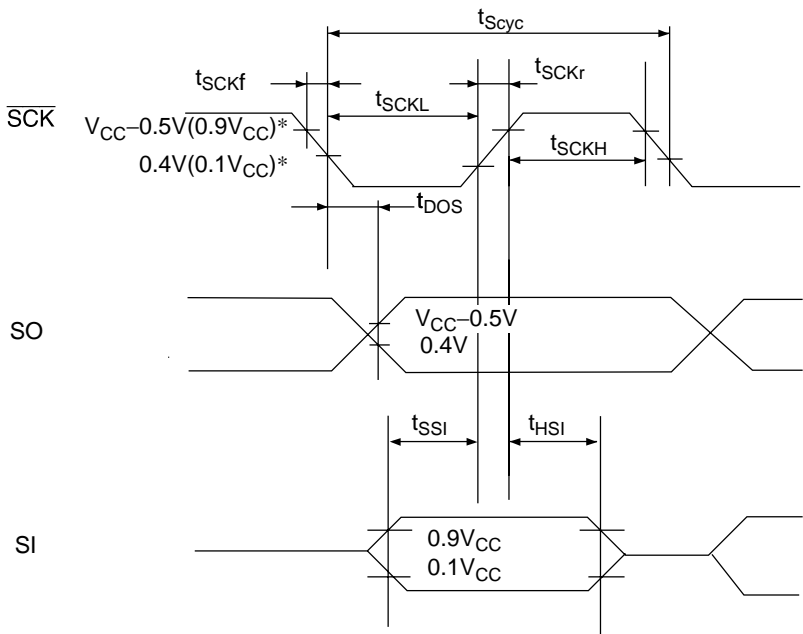 tScyc
tSCKf
tSCKr
tSCKL
SCK
VCC−0.5V(0.9VCC)*
0.4V(0.1VCC)*
tSCKH
tDOS
SO
VCC−0.5V
0.4V
tSSI
tHSI
SI
0.9VCC
0.1VCC